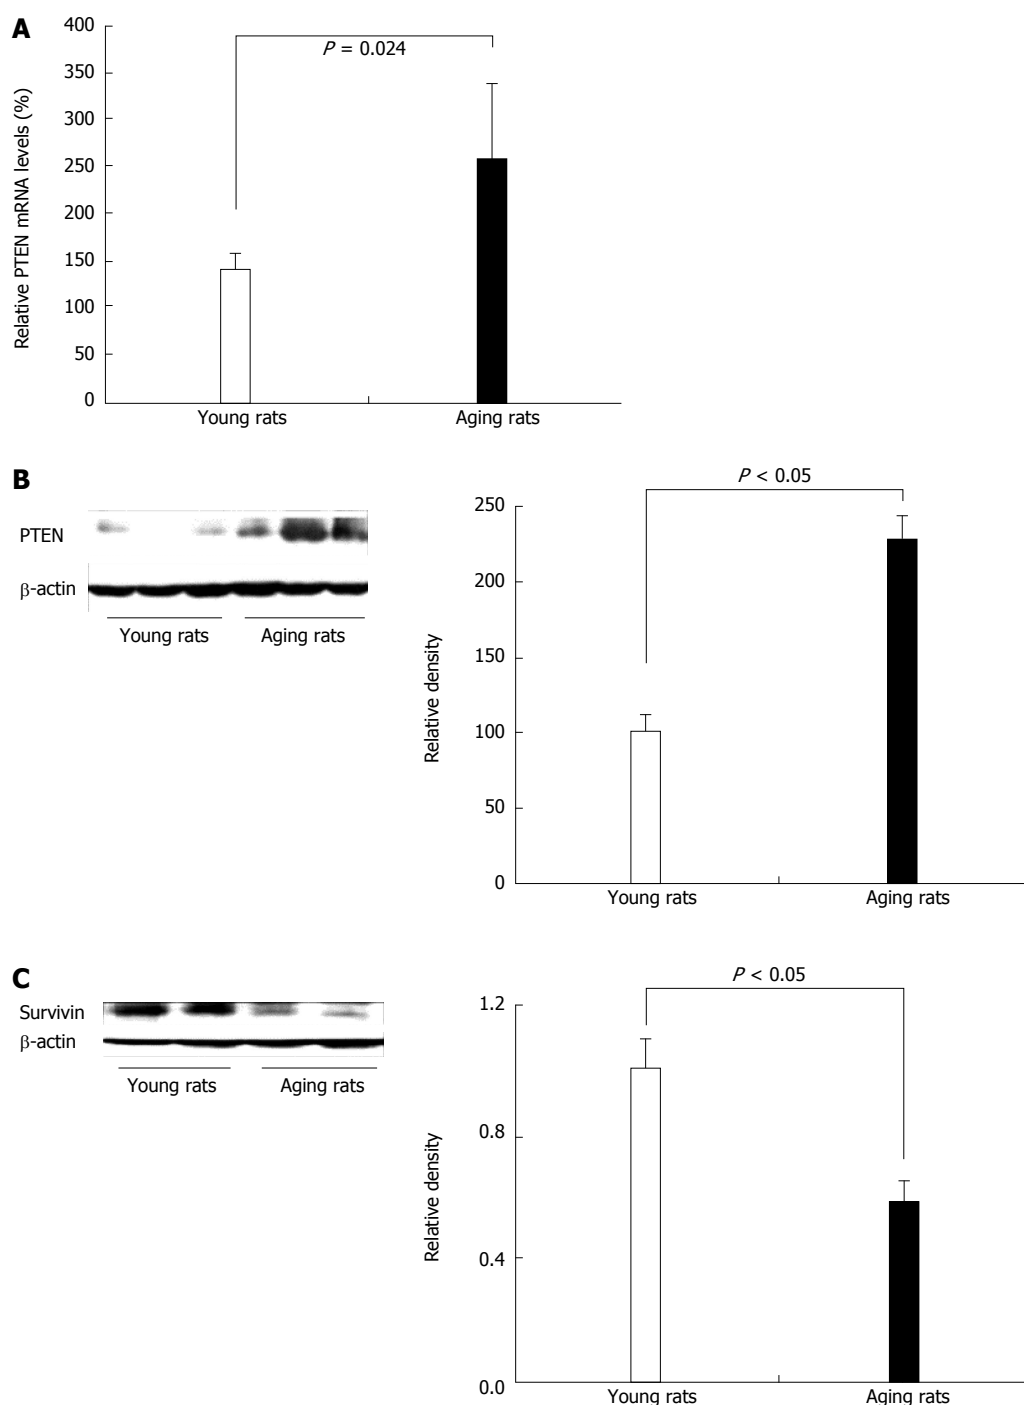 A
Relative PTEN mRNA levels (%)
400
350
300
250
200
150
100
50
0
P = 0.024
Young rats
Aging rats
B
PTEN
β-actin
Young rats
Aging rats
Relative density
250
200
150
100
50
0
P < 0.05
Young rats
Aging rats
C
Survivin
β-actin
Young rats
Aging rats
Relative density
1.2
0.8
0.4
0.0
P < 0.05
Young rats
Aging rats